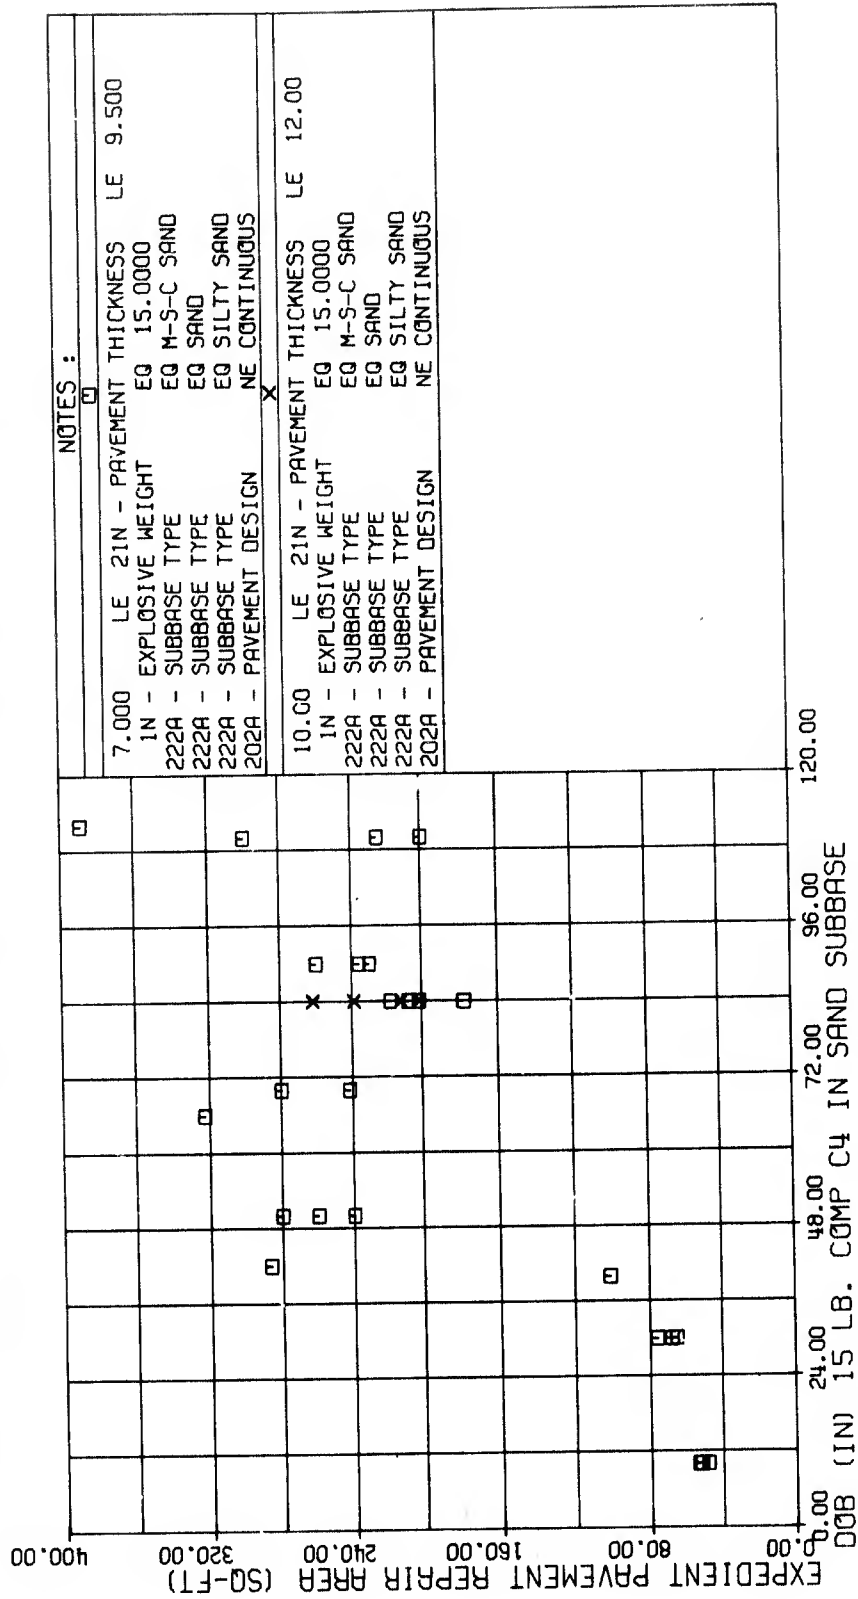 NOTES :
7.000 LE 21N - PAVEMENT THICKNESS LE 9.500
1N - EXPLOSIVE WEIGHT EQ 15.0000
222A - SUBBASE TYPE EQ M-S-C SAND
222A - SUBBASE TYPE EQ SAND
222A - SUBBASE TYPE EQ SILTY SAND
202A - PAVEMENT DESIGN NE CONTINUOUS
10.00 LE 21N - PAVEMENT THICKNESS LE 12.00
1N - EXPLOSIVE WEIGHT EQ 15.0000
222A - SUBBASE TYPE EQ M-S-C SAND
222A - SUBBASE TYPE EQ SAND
222A - SUBBASE TYPE EQ SILTY SAND
202A - PAVEMENT DESIGN NE CONTINUOUS
EXPEDIENT PAVEMENT REPAIR AREA (SQ-FT)
400.00
320.00
240.00
160.00
80.00
0.00
0.00 24.00 48.00 72.00 96.00 120.00
DOB (IN) 15 LB. COMP C4 IN SAND SUBBASE